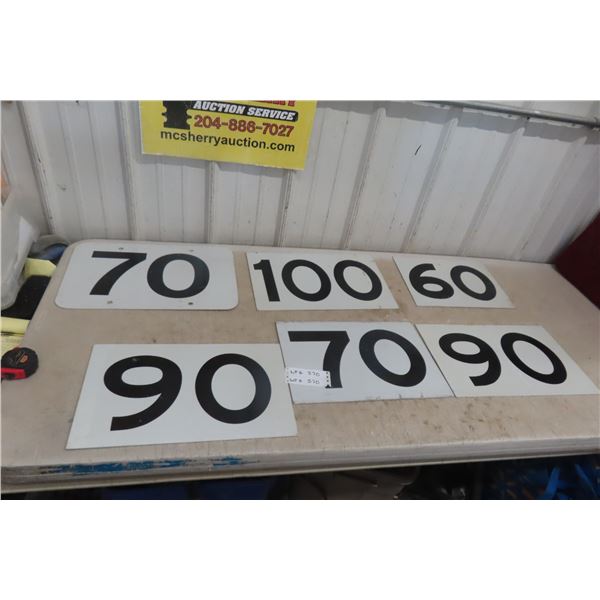 AUCTION SERVICE
204-886-7027
mcsherryauction.com
70 100 60
90 70 90